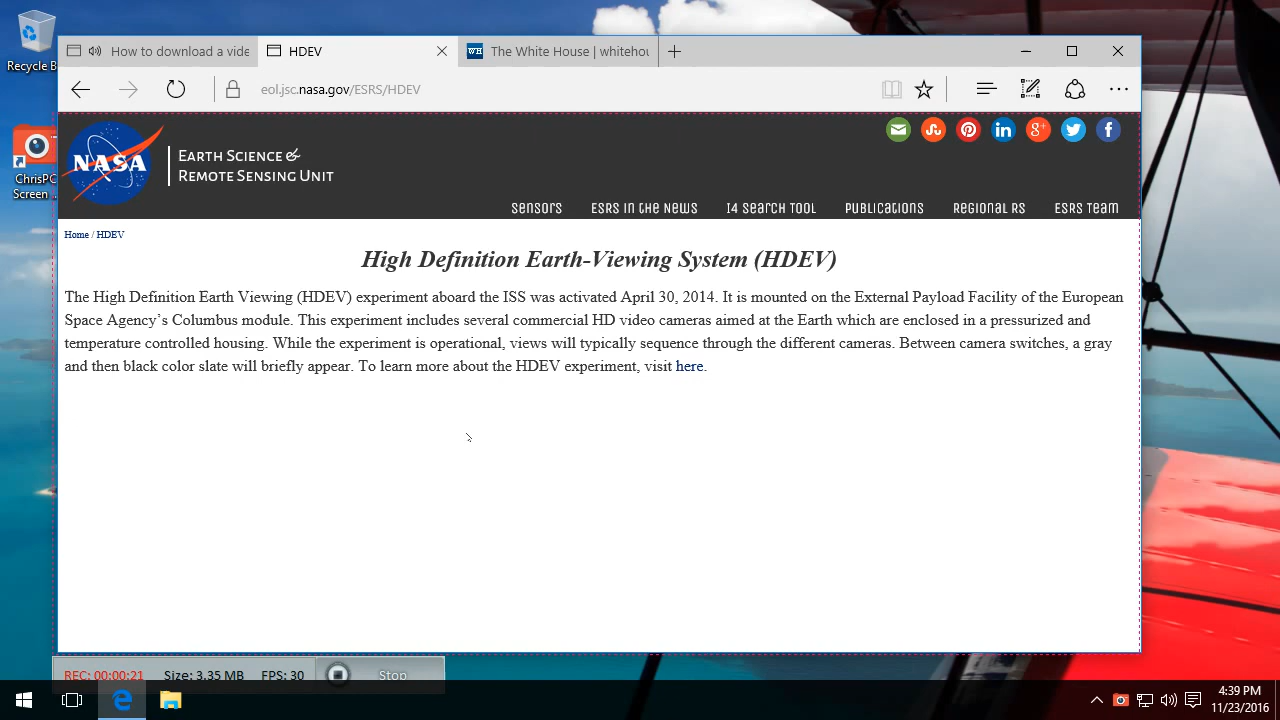 Recycle B
ChrisPC
Screen ...
How to download a vide
HDEV
WH
The White House | whitehou
eol.jsc.nasa.gov/ESRS/HDEV
NASA
Earth Science &
Remote Sensing Unit
Sensors
ESRS in the News
I4 Search Tool
Publications
Regional RS
ESRS Team
Home / HDEV
High Definition Earth-Viewing System (HDEV)
The High Definition Earth Viewing (HDEV) experiment aboard the ISS was activated April 30, 2014. It is mounted on the External Payload Facility of the European
Space Agency’s Columbus module. This experiment includes several commercial HD video cameras aimed at the Earth which are enclosed in a pressurized and
temperature controlled housing. While the experiment is operational, views will typically sequence through the different cameras. Between camera switches, a gray
and then black color slate will briefly appear. To learn more about the HDEV experiment, visit here.
REC: 00:00:21
Size: 3.35 MB
FPS: 30
Stop
4:39 PM
11/23/2016